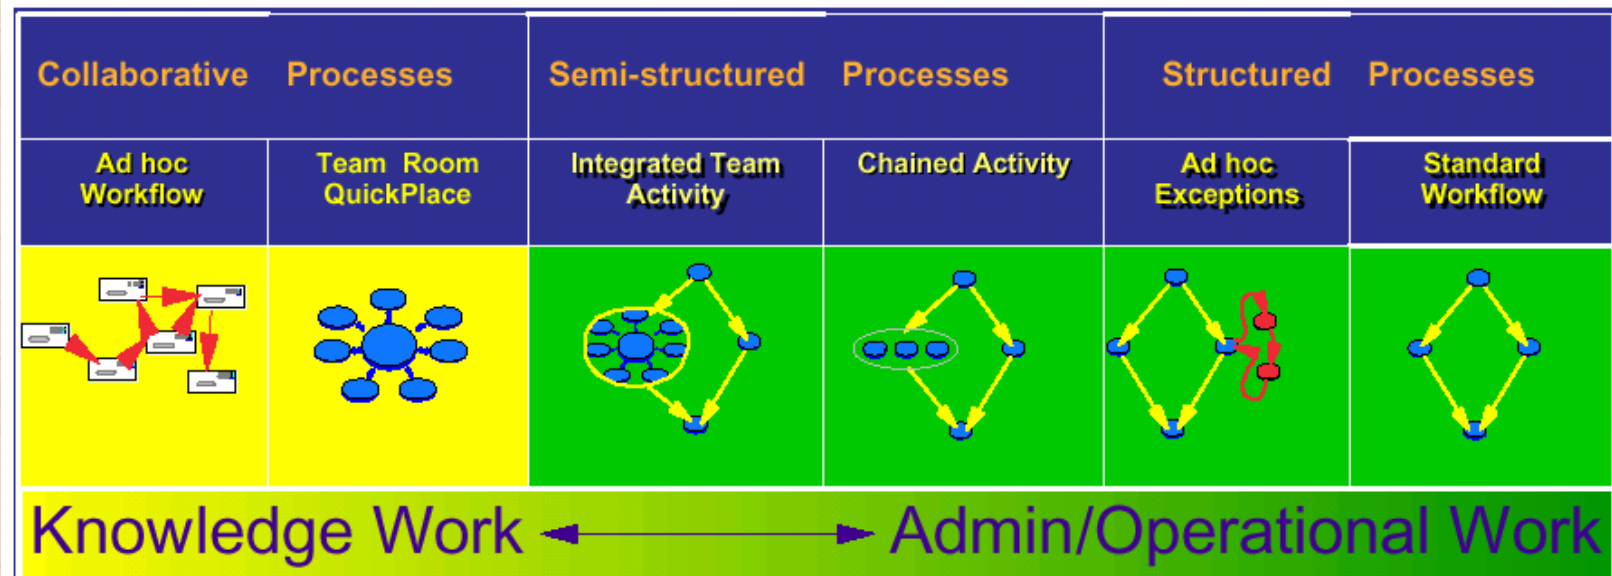 Collaborative Processes
Semi-structured Processes
Structured Processes
Ad hoc
Workflow
Team Room
QuickPlace
Integrated Team
Activity
Chained Activity
Ad hoc
Exceptions
Standard
Workflow
Knowledge Work
Admin/Operational Work